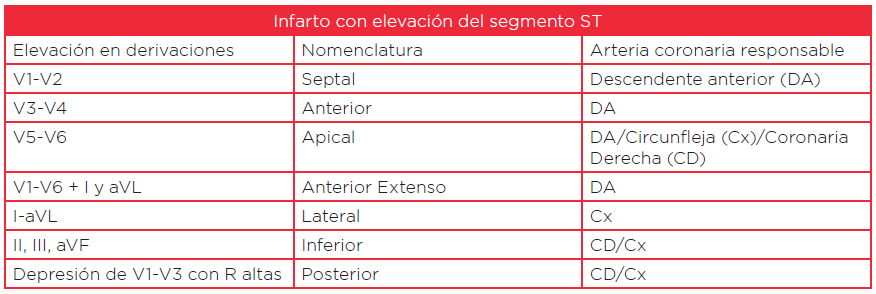 Infarto con elevación del segmento ST
Elevación en derivaciones Nomenclatura Arteria coronaria responsable
V1-V2 Septal Descendente anterior (DA)
V3-V4 Anterior DA
V5-V6 Apical DA/Circunfleja (Cx)/Coronaria
Derecha (CD)
V1-V6 + I y aVL Anterior Extenso DA
I-aVL Lateral Cx
II, III, aVF Inferior CD/Cx
Depresión de V1-V3 con R altas Posterior CD/Cx